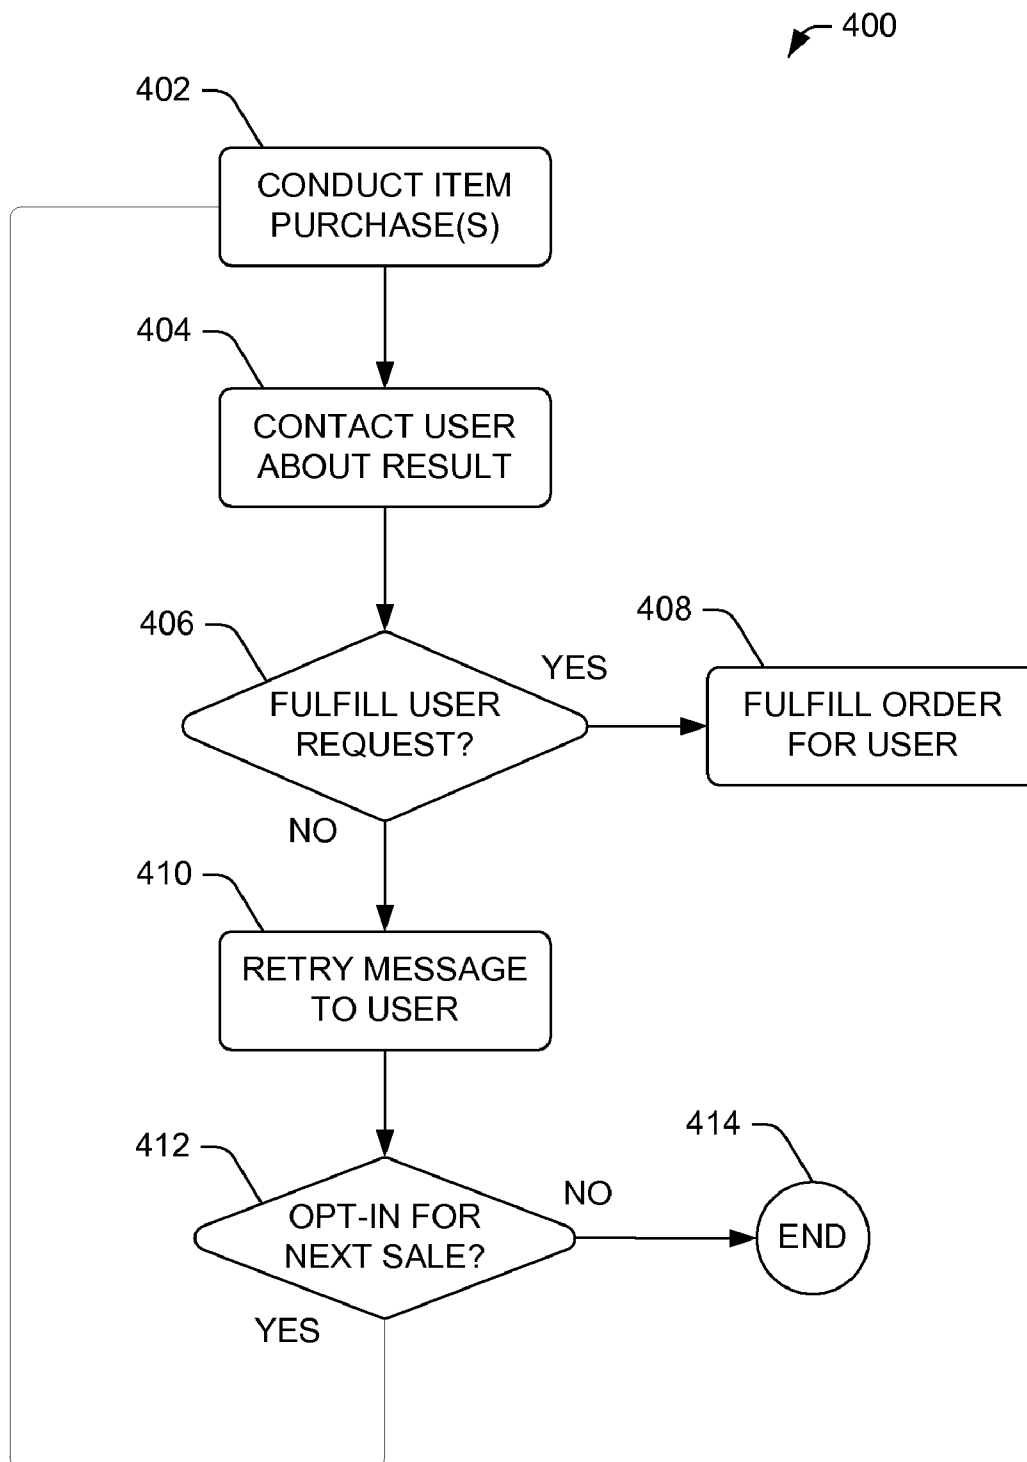 400
402
CONDUCT ITEM
PURCHASE(S)
404
CONTACT USER
ABOUT RESULT
406
FULFILL USER
REQUEST?
YES
408
FULFILL ORDER
FOR USER
NO
410
RETRY MESSAGE
TO USER
412
OPT-IN FOR
NEXT SALE?
NO
414
END
YES